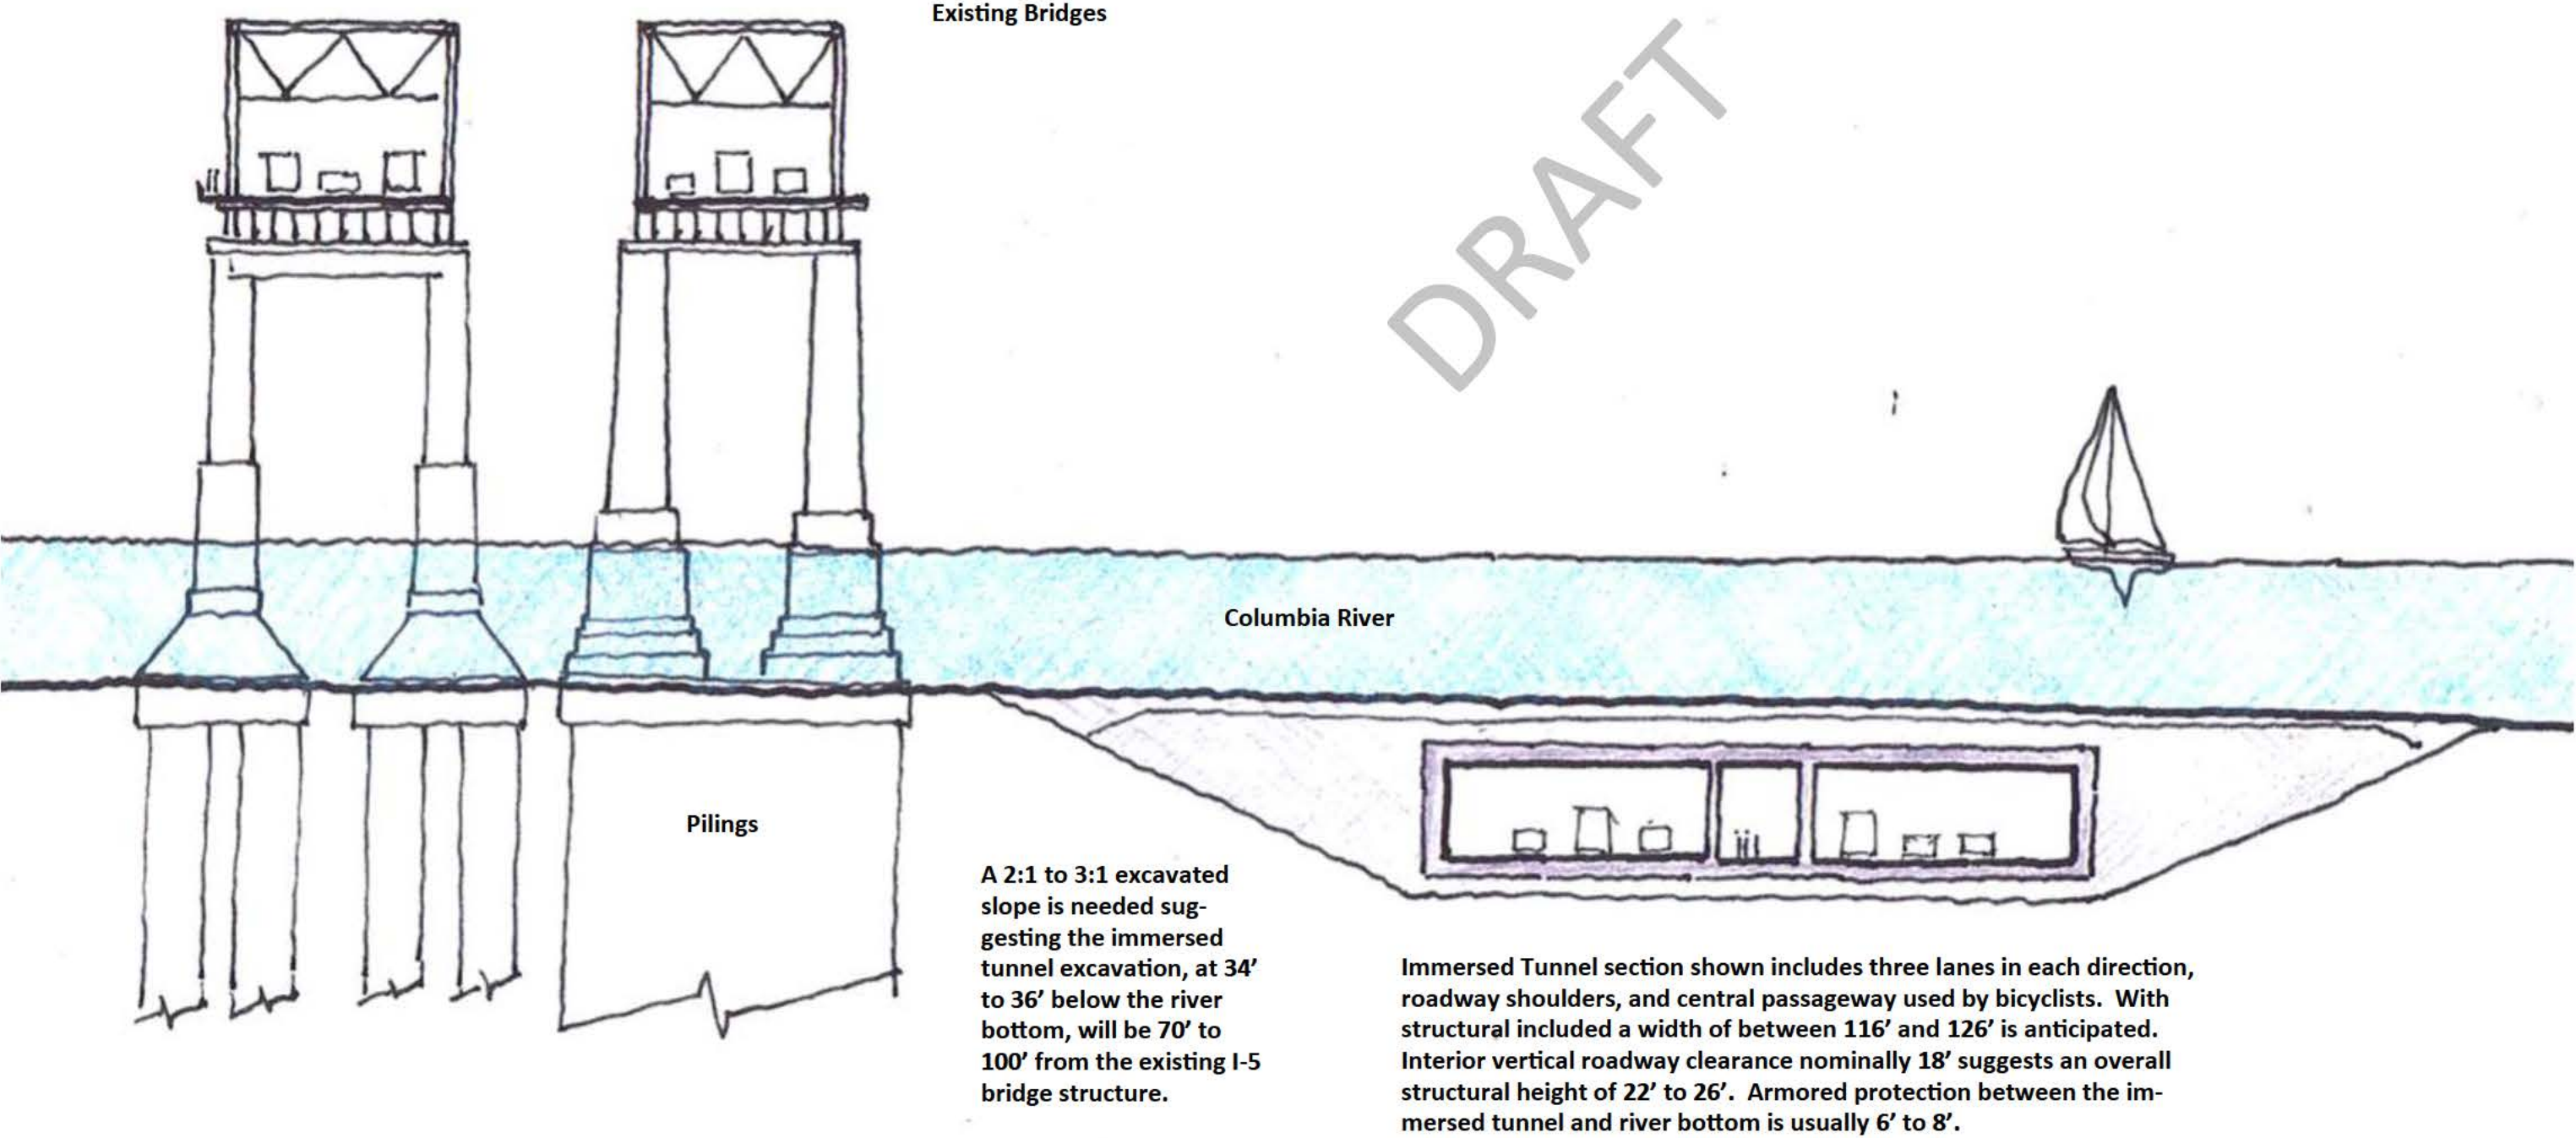 Existing Bridges
DRAFT
Columbia River
Pilings
A 2:1 to 3:1 excavated
slope is needed sug-
gesting the immersed
tunnel excavation, at 34’
to 36’ below the river
bottom, will be 70’ to
100’ from the existing I-5
bridge structure.
Immersed Tunnel section shown includes three lanes in each direction,
roadway shoulders, and central passageway used by bicyclists.  With
structural included a width of between 116’ and 126’ is anticipated.
Interior vertical roadway clearance nominally 18’ suggests an overall
structural height of 22’ to 26’.  Armored protection between the im-
mersed tunnel and river bottom is usually 6’ to 8’.